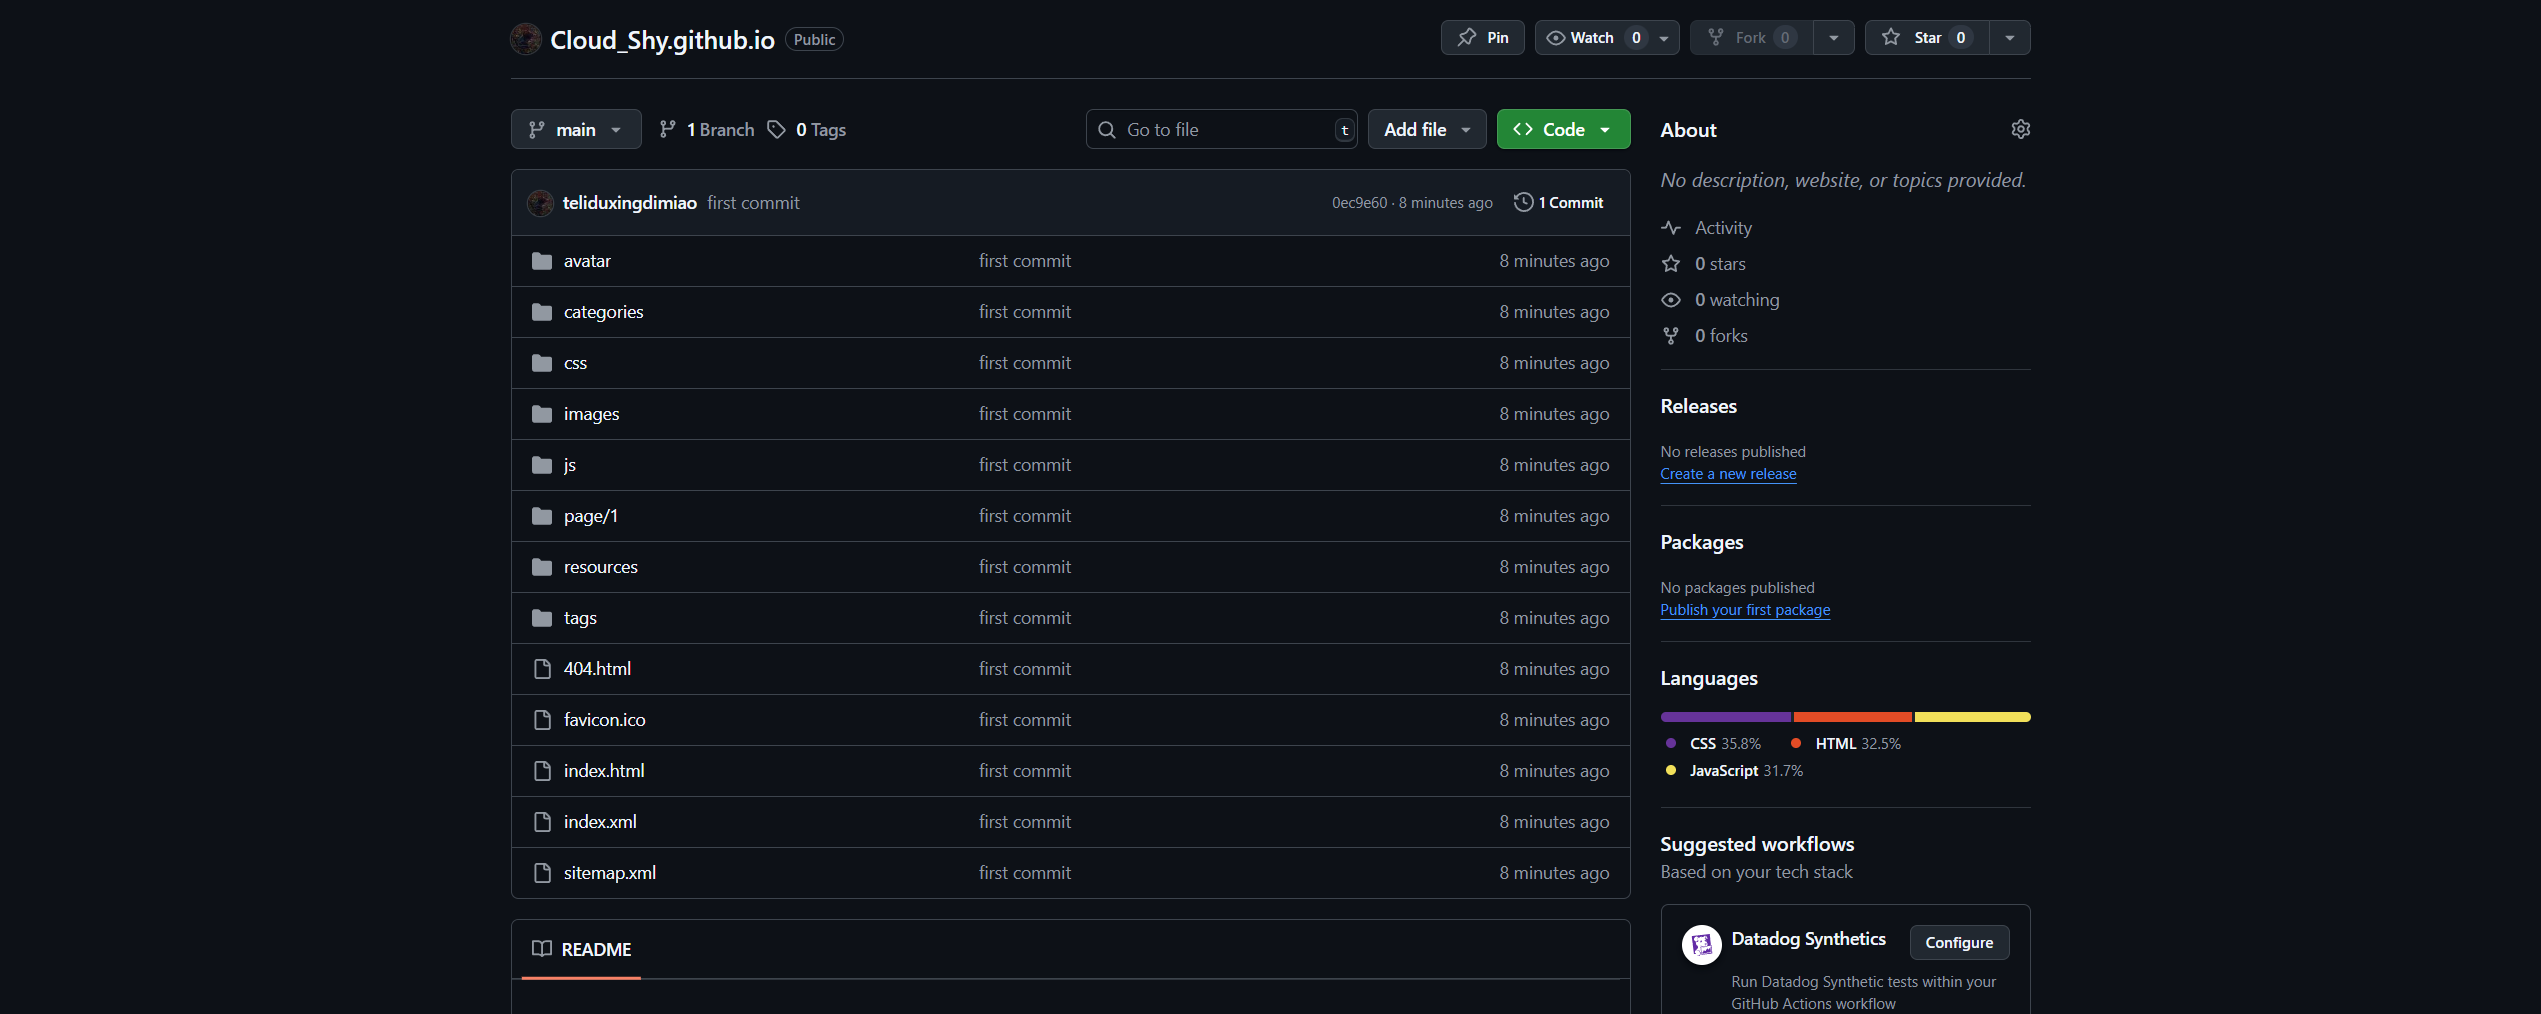 Cloud_Shy.github.io Public Pin Watch 0 Fork 0 Star 0
main 1 Branch 0 Tags Go to file t Add file Code
teliduxingdimiao first commit 0ec9e60 · 8 minutes ago 1 Commit
avatar first commit 8 minutes ago
categories first commit 8 minutes ago
css first commit 8 minutes ago
images first commit 8 minutes ago
js first commit 8 minutes ago
page/1 first commit 8 minutes ago
resources first commit 8 minutes ago
tags first commit 8 minutes ago
404.html first commit 8 minutes ago
favicon.ico first commit 8 minutes ago
index.html first commit 8 minutes ago
index.xml first commit 8 minutes ago
sitemap.xml first commit 8 minutes ago
README
About
No description, website, or topics provided.
Activity
0 stars
0 watching
0 forks
Releases
No releases published
Create a new release
Packages
No packages published
Publish your first package
Languages
CSS 35.8% HTML 32.5%
JavaScript 31.7%
Suggested workflows
Based on your tech stack
Datadog Synthetics Configure
Run Datadog Synthetic tests within your
GitHub Actions workflow